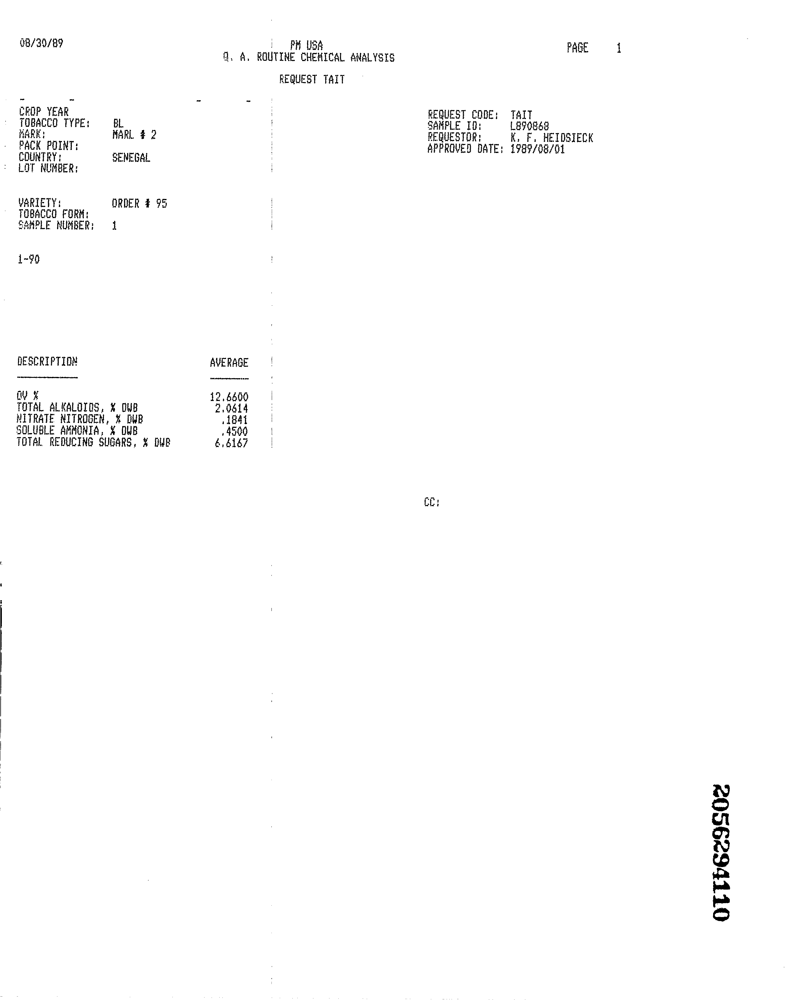 08/30/89
PM USA
PAGE 1
Q. A. ROUTINE CHEMICAL ANALYSIS
REQUEST TAIT
- - - -
CROP YEAR
TOBACCO TYPE: BL
MARK: MARL # 2
PACK POINT:
COUNTRY: SENEGAL
LOT NUMBER:
REQUEST CODE: TAIT
SAMPLE ID: L890868
REQUESTOR: K. F. HEIDSIECK
APPROVED DATE: 1989/08/01
VARIETY: ORDER # 95
TOBACCO FORM:
SAMPLE NUMBER: 1
1-90
DESCRIPTION AVERAGE
OV % 12.6600
TOTAL ALKALOIDS, % DWB 2.0614
NITRATE NITROGEN, % DWB .1841
SOLUBLE AMMONIA, % DWB .4500
TOTAL REDUCING SUGARS, % DWB 6.6167
CC:
2056294110